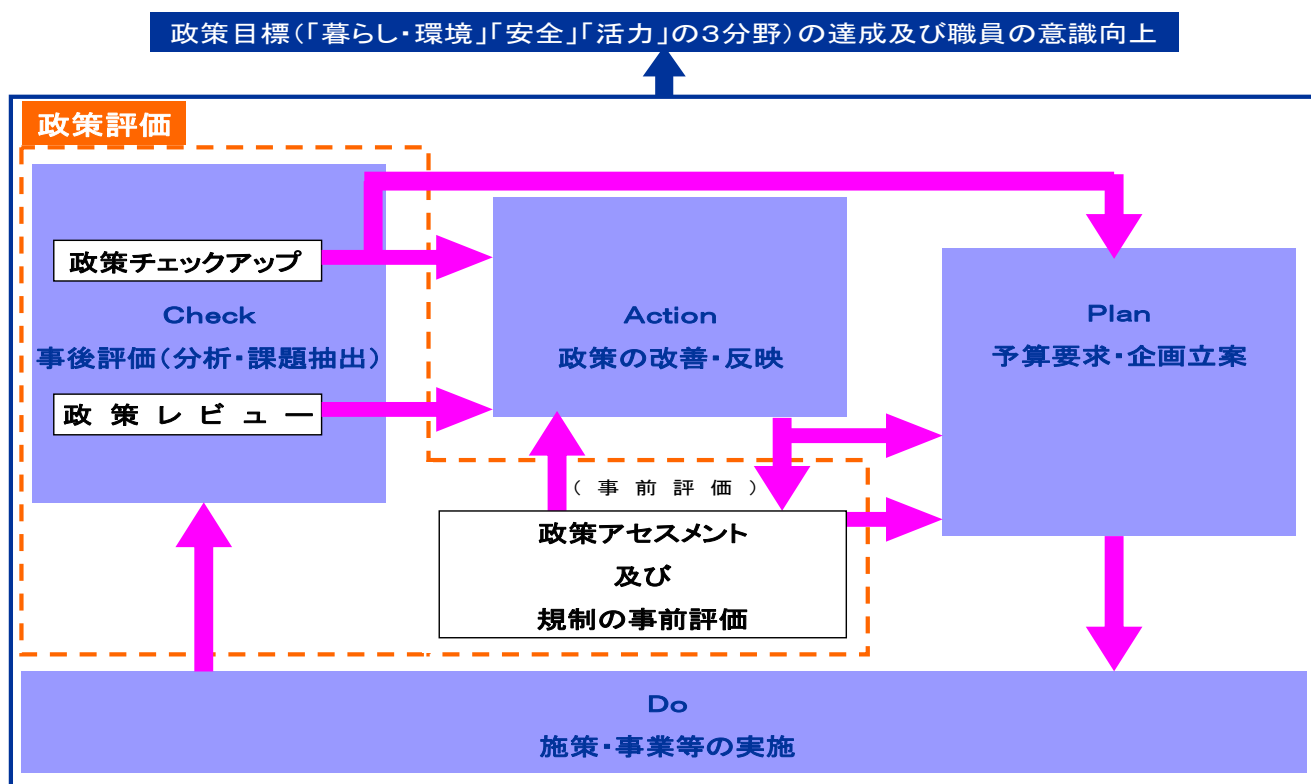 政策目標(「暮らし・環境」「安全」「活力」の3分野)の達成及び職員の意識向上
政策評価
政策チェックアップ
Check
事後評価(分析・課題抽出)
政策レビュー
Action
政策の改善・反映
Plan
予算要求・企画立案
(事前評価)
政策アセスメント
及び
規制の事前評価
Do
施策・事業等の実施